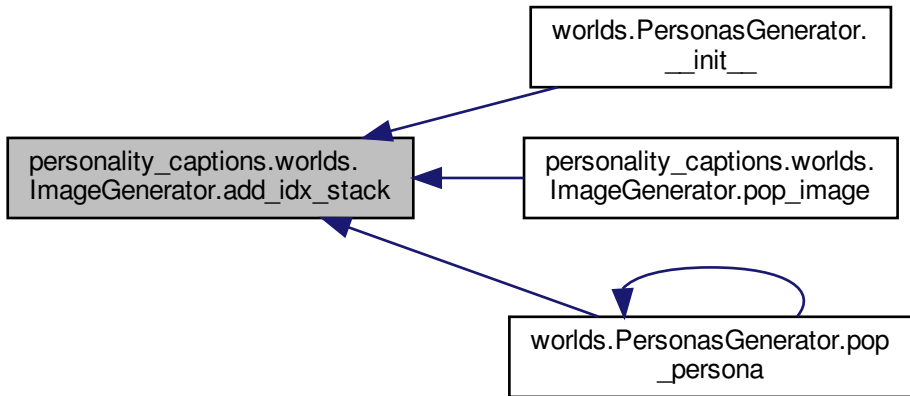 worlds.PersonasGenerator.
__init__
personality_captions.worlds.
ImageGenerator.add_idx_stack
personality_captions.worlds.
ImageGenerator.pop_image
worlds.PersonasGenerator.pop
_persona